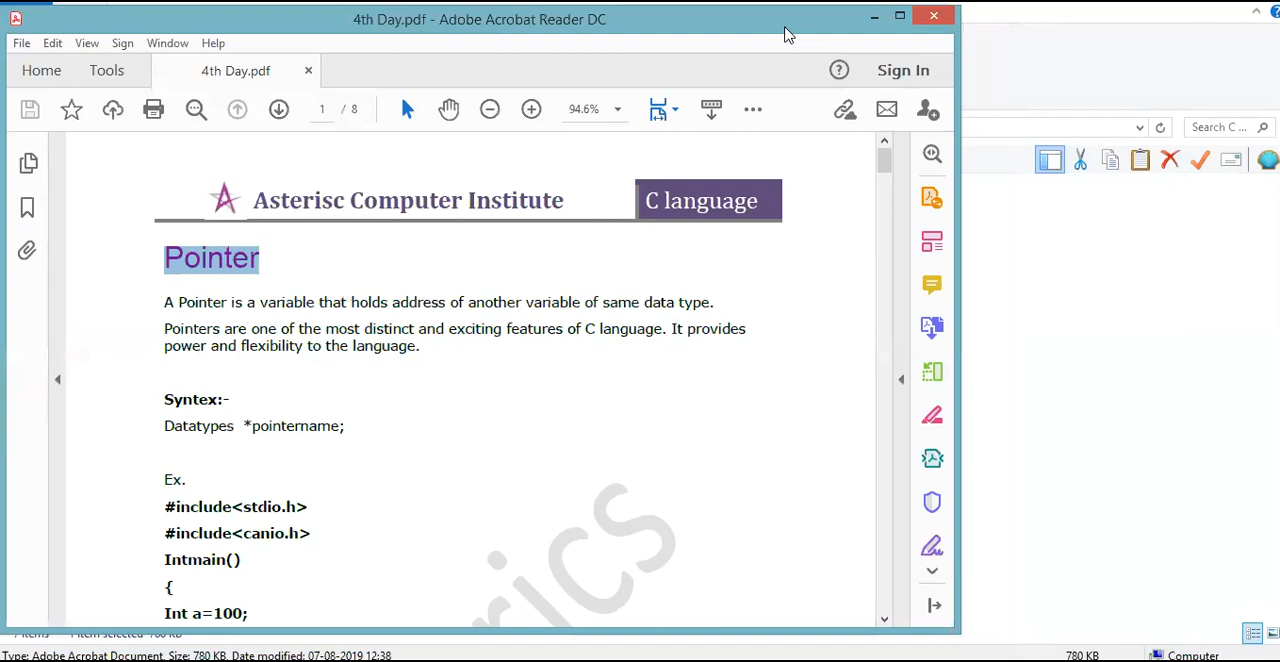 4th Day.pdf - Adobe Acrobat Reader DC
File Edit View Sign Window Help
Home Tools 4th Day.pdf × Sign In
1 / 8 94.6%
Search C ...
Asterisc Computer Institute C language
Pointer
A Pointer is a variable that holds address of another variable of same data type.
Pointers are one of the most distinct and exciting features of C language. It provides
power and flexibility to the language.
Syntex:-
Datatypes *pointername;
Ex.
#include<stdio.h>
#include<canio.h>
Intmain()
{
Int a=100;
rics
Type: Adobe Acrobat Document, Size: 780 KB, Date modified: 07-08-2019 12:38 780 KB Computer